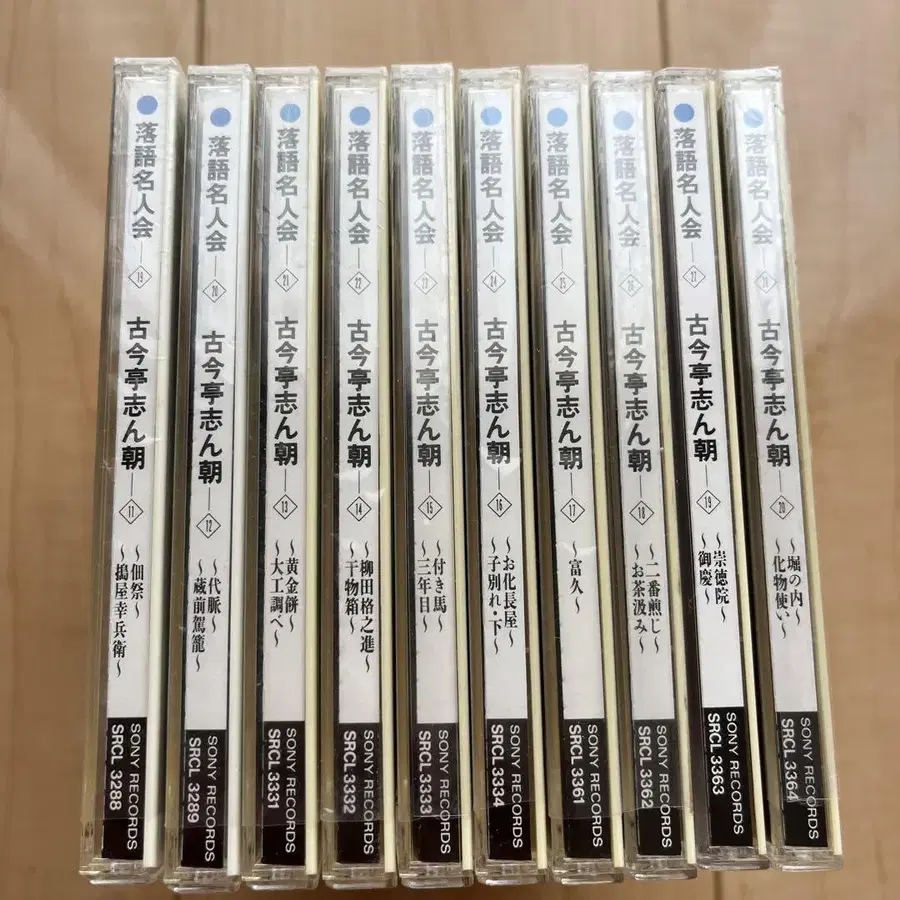 落語名人会 19 古今亭志ん朝 11
~佃祭~
~搗屋幸兵衛~
SONY RECORDS
SRCL 3288
落語名人会 20 古今亭志ん朝 12
~代脈~
~蔵前駕籠~
SONY RECORDS
SRCL 3289
落語名人会 21 古今亭志ん朝 13
~黄金餅~
~大工調べ~
SONY RECORDS
SRCL 3331
落語名人会 22 古今亭志ん朝 14
~柳田格之進~
~干物箱~
SONY RECORDS
SRCL 3332
落語名人会 23 古今亭志ん朝 15
~付き馬~
~三年目~
SONY RECORDS
SRCL 3333
落語名人会 24 古今亭志ん朝 16
~お化長屋~
~子別れ・下~
SONY RECORDS
SRCL 3334
落語名人会 25 古今亭志ん朝 17
~富久~
SONY RECORDS
SRCL 3361
落語名人会 26 古今亭志ん朝 18
~二番煎じ~
~お茶汲み~
SONY RECORDS
SRCL 3362
落語名人会 27 古今亭志ん朝 19
~崇徳院~
~御慶~
SONY RECORDS
SRCL 3363
落語名人会 28 古今亭志ん朝 20
~堀の内~
~化物使い~
SONY RECORDS
SRCL 3364